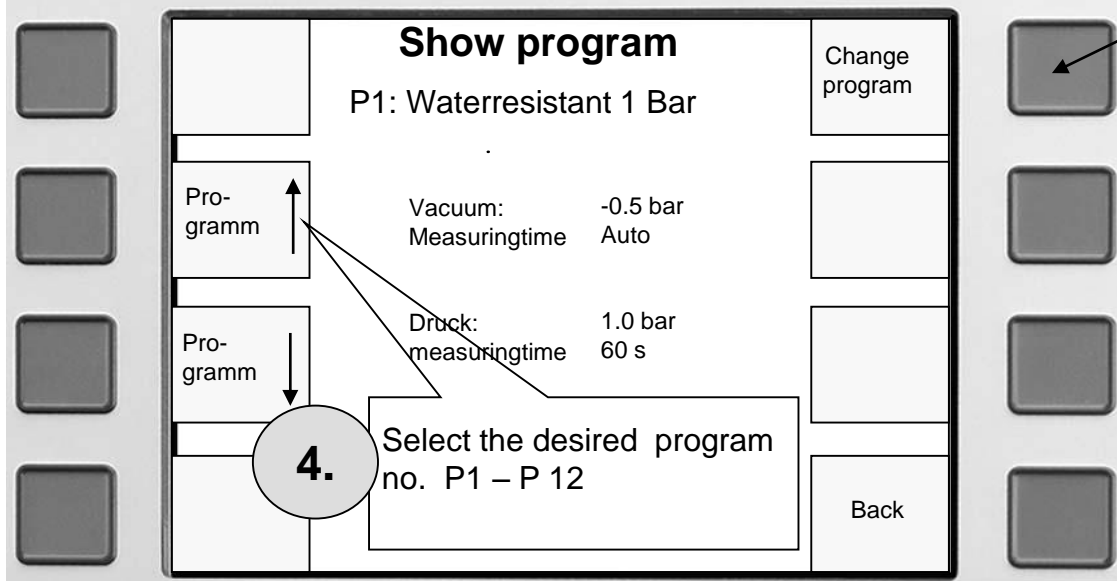 Show program
P1: Waterresistant 1 Bar
.
Change
program
Pro-
gramm
Vacuum: -0.5 bar
Measuringtime Auto
Pro-
gramm
Druck: 1.0 bar
measuringtime 60 s
4.
Select the desired program
no. P1 – P 12
Back